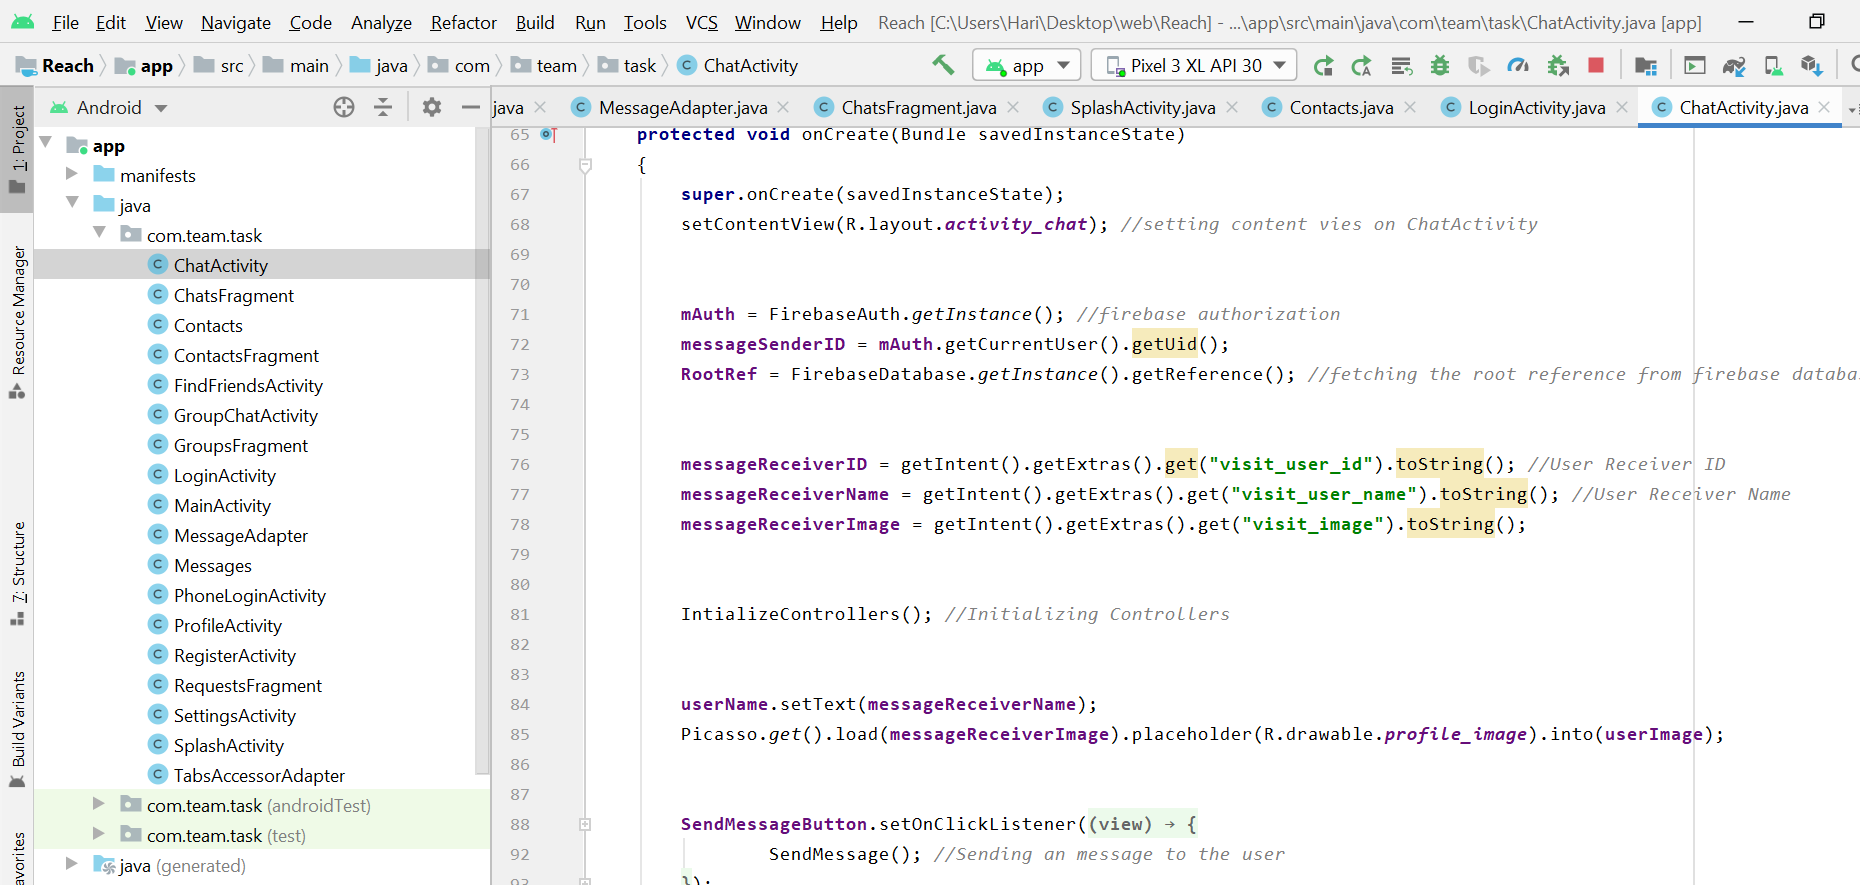 File Edit View Navigate Code Analyze Refactor Build Run Tools VCS Window Help Reach [C:\Users\Hari\Desktop\web\Reach] - ...\app\src\main\java\com\team\task\ChatActivity.java [app]
Reach app src main java com team task ChatActivity app Pixel 3 XL API 30
Android
java MessageAdapter.java ChatsFragment.java SplashActivity.java Contacts.java LoginActivity.java ChatActivity.java
1: Project
Resource Manager
7: Structure
Build Variants
avorites
app
manifests
java
com.team.task
ChatActivity
ChatsFragment
Contacts
ContactsFragment
FindFriendsActivity
GroupChatActivity
GroupsFragment
LoginActivity
MainActivity
MessageAdapter
Messages
PhoneLoginActivity
ProfileActivity
RegisterActivity
RequestsFragment
SettingsActivity
SplashActivity
TabsAccessorAdapter
com.team.task (androidTest)
com.team.task (test)
java (generated)
65 protected void onCreate(Bundle savedInstanceState)
66 {
67 super.onCreate(savedInstanceState);
68 setContentView(R.layout.activity_chat); //setting content vies on ChatActivity
69
70
71 mAuth = FirebaseAuth.getInstance(); //firebase authorization
72 messageSenderID = mAuth.getCurrentUser().getUid();
73 RootRef = FirebaseDatabase.getInstance().getReference(); //fetching the root reference from firebase databa
74
75
76 messageReceiverID = getIntent().getExtras().get("visit_user_id").toString(); //User Receiver ID
77 messageReceiverName = getIntent().getExtras().get("visit_user_name").toString(); //User Receiver Name
78 messageReceiverImage = getIntent().getExtras().get("visit_image").toString();
79
80
81 IntializeControllers(); //Initializing Controllers
82
83
84 userName.setText(messageReceiverName);
85 Picasso.get().load(messageReceiverImage).placeholder(R.drawable.profile_image).into(userImage);
86
87
88 SendMessageButton.setOnClickListener((view) → {
92 SendMessage(); //Sending an message to the user
93 });